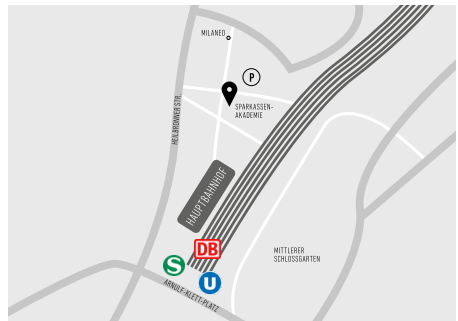 MILANEO
P
SPARKASSEN-
AKADEMIE
HEILBRONNER STR.
HAUPTBAHNHOF
DB
MITTLERER
SCHLOSSGARTEN
S
U
ARNULF-KLETT-PLATZ